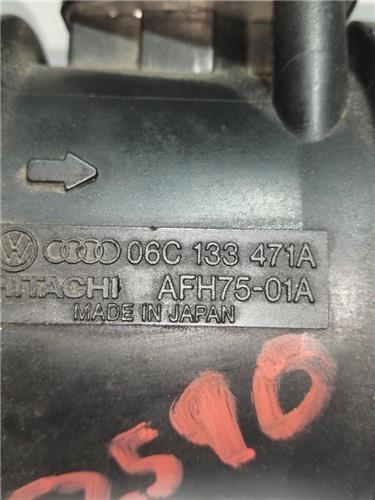 06C 133 471A
HITACHI AFH75-01A
MADE IN JAPAN